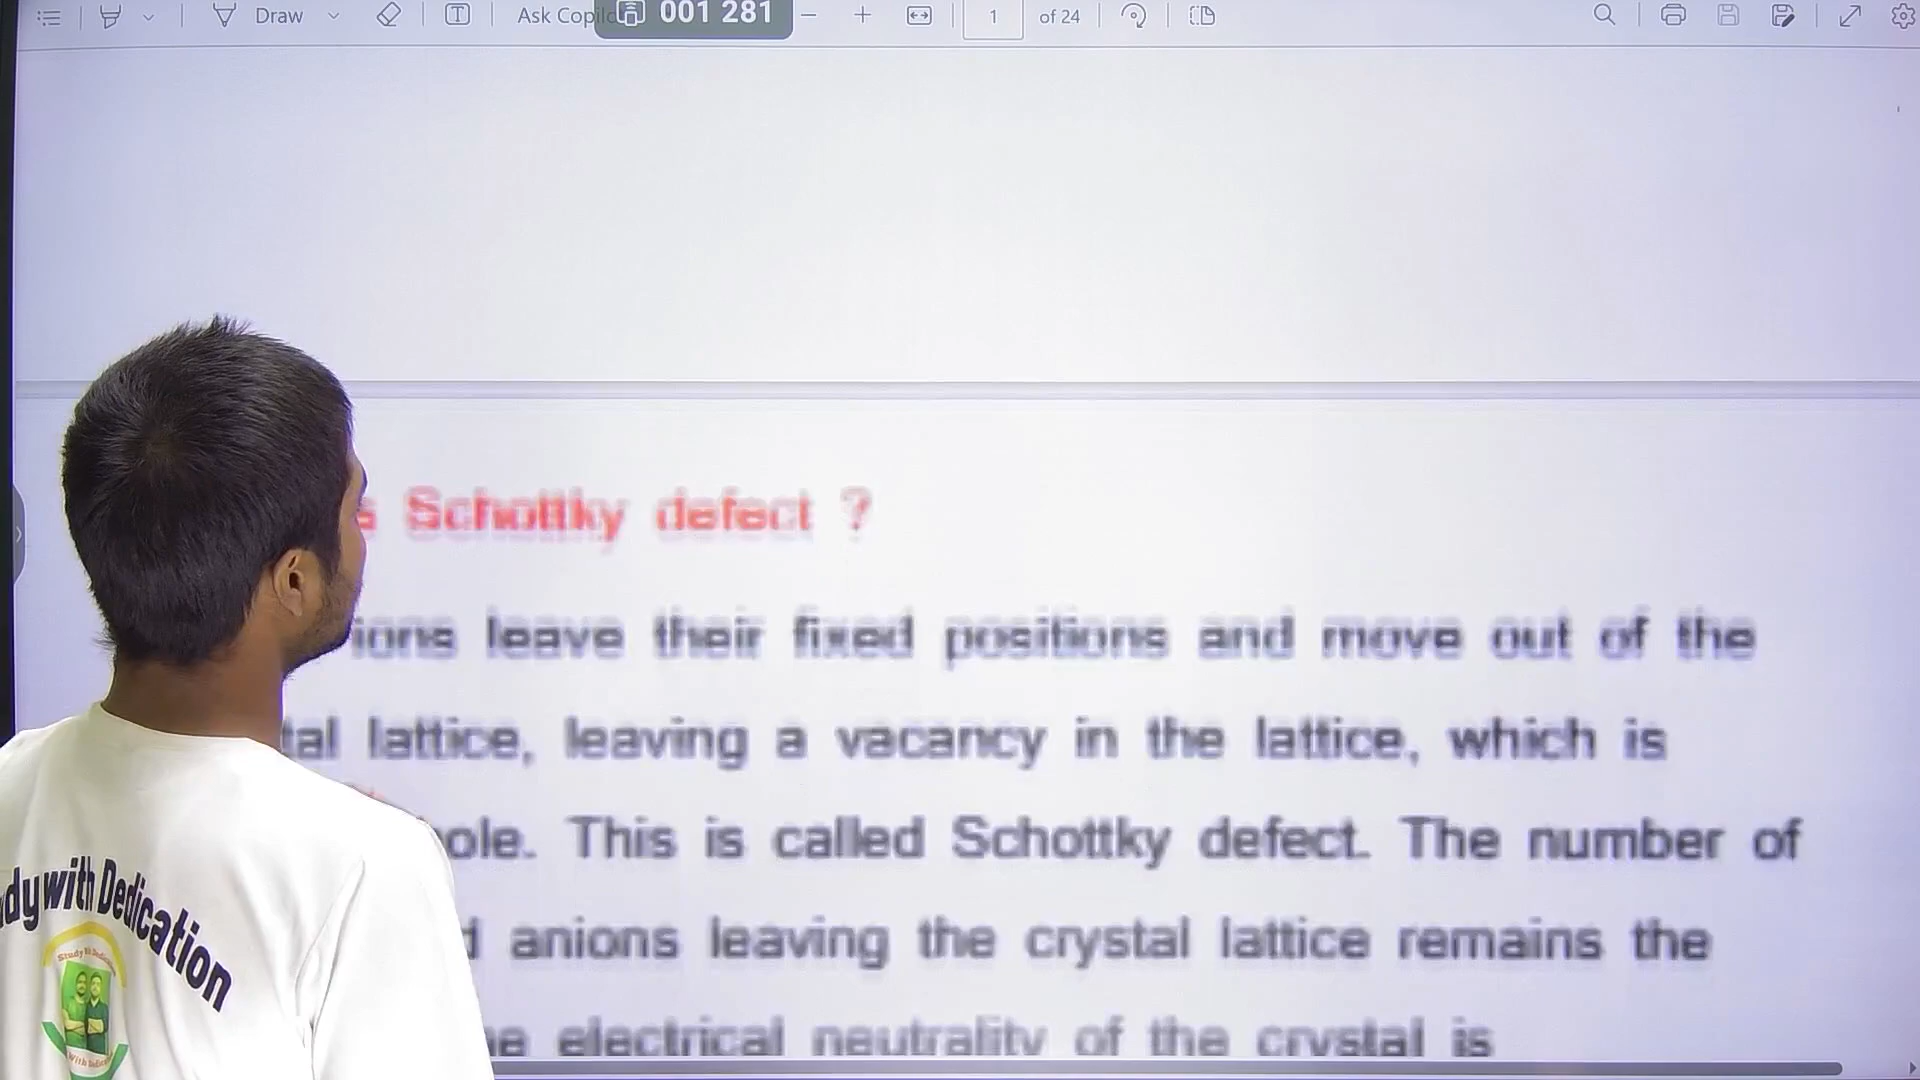 Draw
Ask Copil
001 281
1 of 24
Schottky defect ?
ions leave their fixed positions and move out of the
tal lattice, leaving a vacancy in the lattice, which is
ole. This is called Schottky defect. The number of
d anions leaving the crystal lattice remains the
e electrical neutrality of the crystal is
dy with Dedication